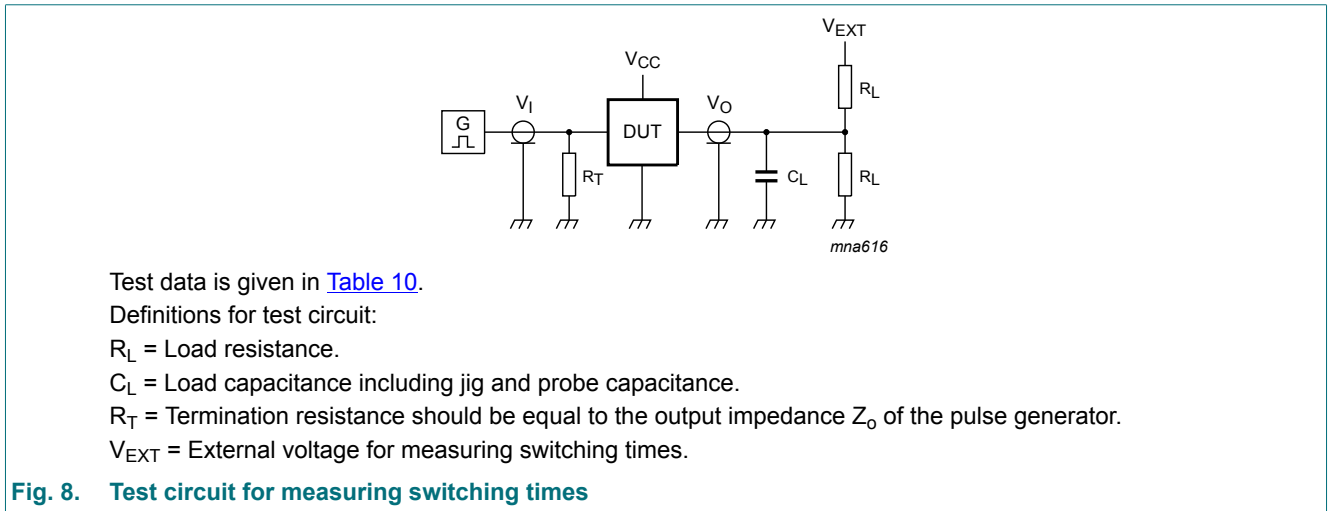 VEXT
VCC
RL
VI
VO
G
DUT
RT
CL
RL
mna616
Test data is given in Table 10.
Definitions for test circuit:
RL = Load resistance.
CL = Load capacitance including jig and probe capacitance.
RT = Termination resistance should be equal to the output impedance Zo of the pulse generator.
VEXT = External voltage for measuring switching times.
Fig. 8. Test circuit for measuring switching times